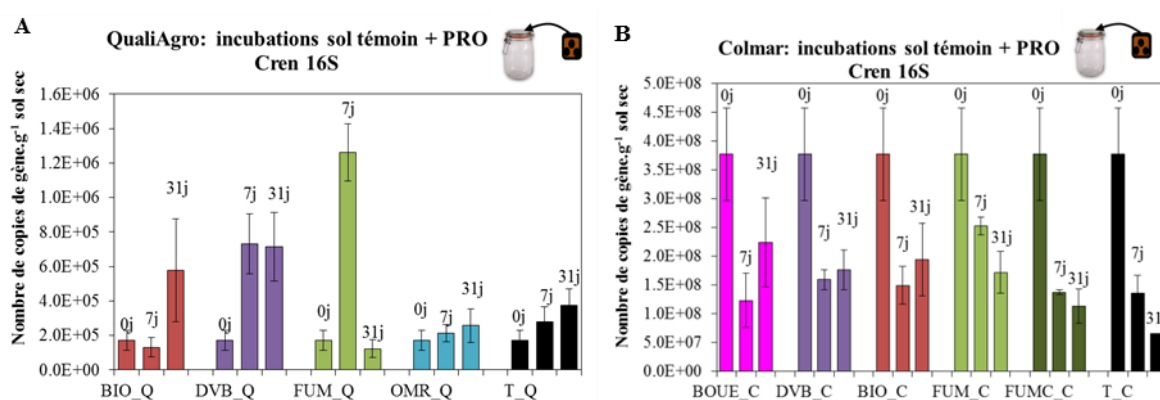 A
QualiAgro: incubations sol témoin + PRO
Cren 16S
Nombre de copies de gène.g⁻¹ sol sec
1.6E+06
1.4E+06
1.2E+06
1.0E+06
8.0E+05
6.0E+05
4.0E+05
2.0E+05
0.0E+00
0j
7j
31j
0j
7j
31j
0j
7j
31j
0j
7j
31j
0j
7j
31j
BIO_Q
DVB_Q
FUM_Q
OMR_Q
T_Q
B
Colmar: incubations sol témoin + PRO
Cren 16S
Nombre de copies de gène.g⁻¹ sol sec
5.0E+08
4.5E+08
4.0E+08
3.5E+08
3.0E+08
2.5E+08
2.0E+08
1.5E+08
1.0E+08
5.0E+07
0.0E+00
0j
7j
31j
0j
7j
31j
0j
7j
31j
0j
7j
31j
0j
7j
31j
0j
7j
31
BOUE_C
DVB_C
BIO_C
FUM_C
FUMC_C
T_C